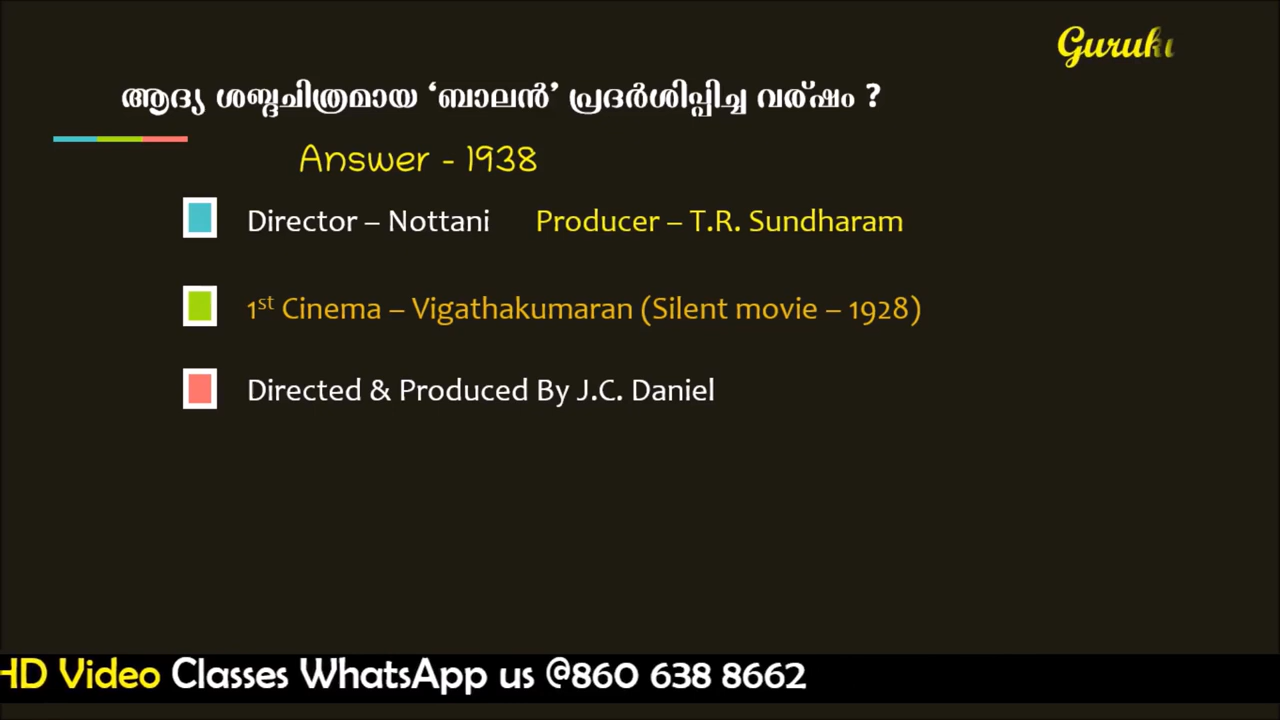 Guruku
ആദ്യ ശബ്ദചിത്രമായ ‘ബാലൻ’ പ്രദർശിപ്പിച്ച വര്ഷം ?
Answer - 1938
Director – Nottani Producer – T.R. Sundharam
1st Cinema – Vigathakumaran (Silent movie – 1928)
Directed & Produced By J.C. Daniel
HD Video Classes WhatsApp us @860 638 8662